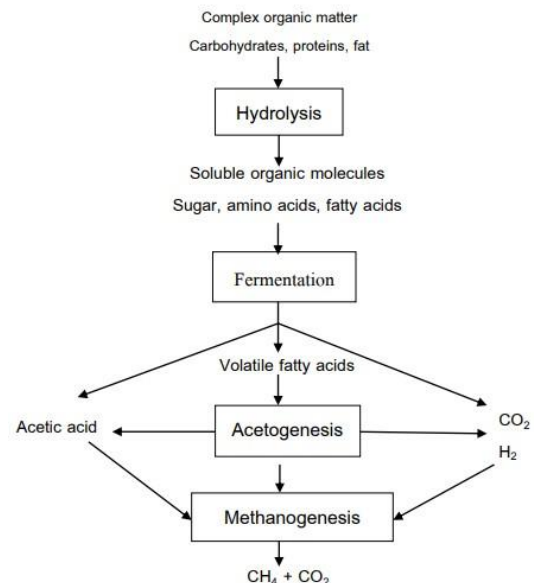 Complex organic matter
Carbohydrates, proteins, fat
Hydrolysis
Soluble organic molecules
Sugar, amino acids, fatty acids
Fermentation
Volatile fatty acids
Acetic acid
Acetogenesis
CO₂
H₂
Methanogenesis
CH₄ + CO₂